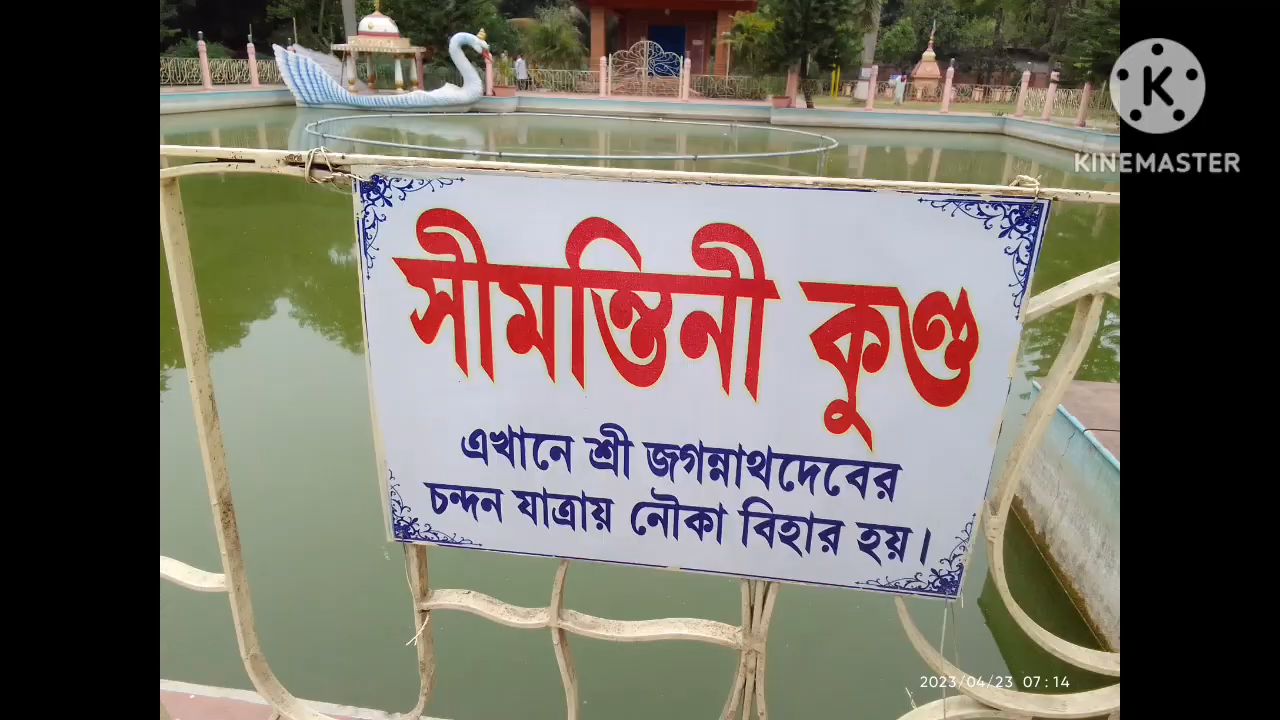 K
KINEMASTER
সীমন্তিনী কুণ্ড
এখানে শ্রী জগন্নাথদেবের
চন্দন যাত্রায় নৌকা বিহার হয়।
2023/04/23 07:14